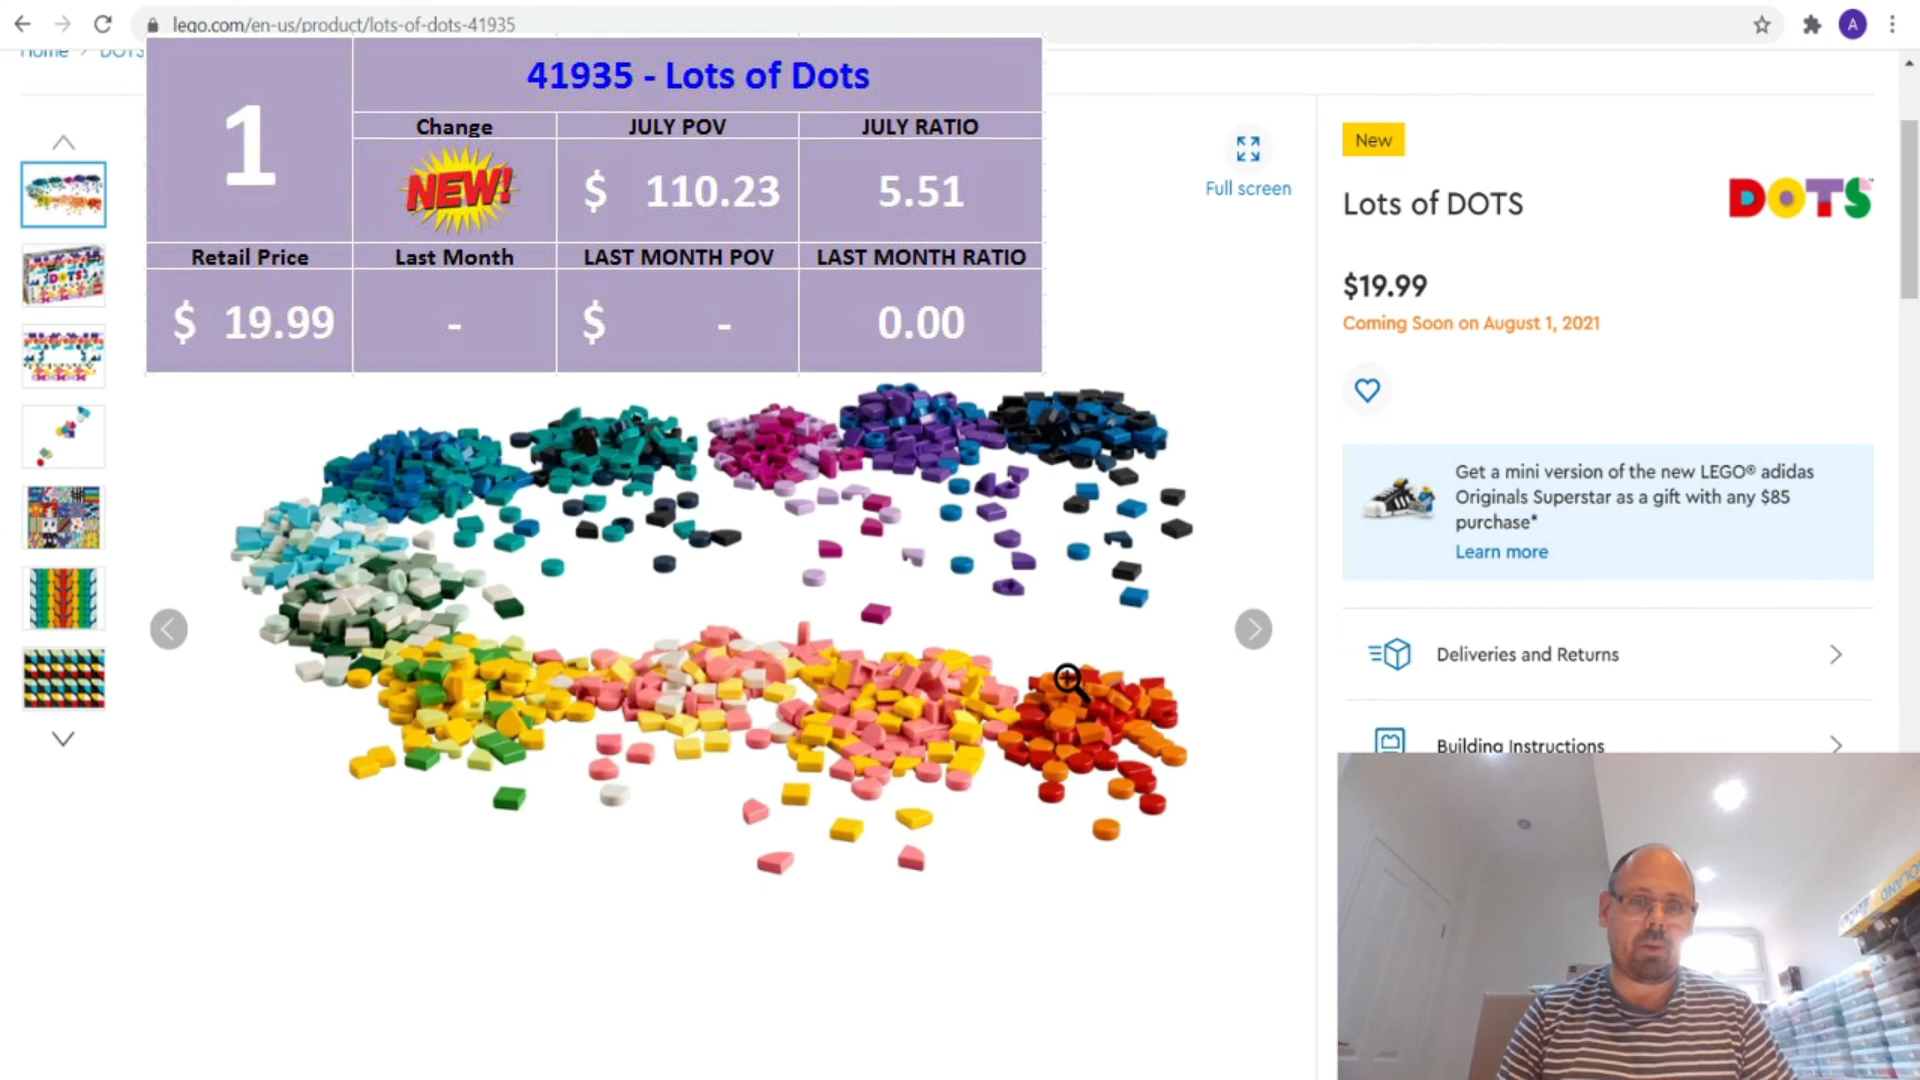 lego.com/en-us/product/lots-of-dots-41935
A
Home / DOTS
1
41935 - Lots of Dots
Change
JULY POV
JULY RATIO
NEW!
$ 110.23
5.51
Retail Price
Last Month
LAST MONTH POV
LAST MONTH RATIO
$ 19.99
-
$ -
0.00
Full screen
New
Lots of DOTS
DOTS
$19.99
Coming Soon on August 1, 2021
Get a mini version of the new LEGO® adidas
Originals Superstar as a gift with any $85
purchase*
Learn more
Deliveries and Returns
Building Instructions